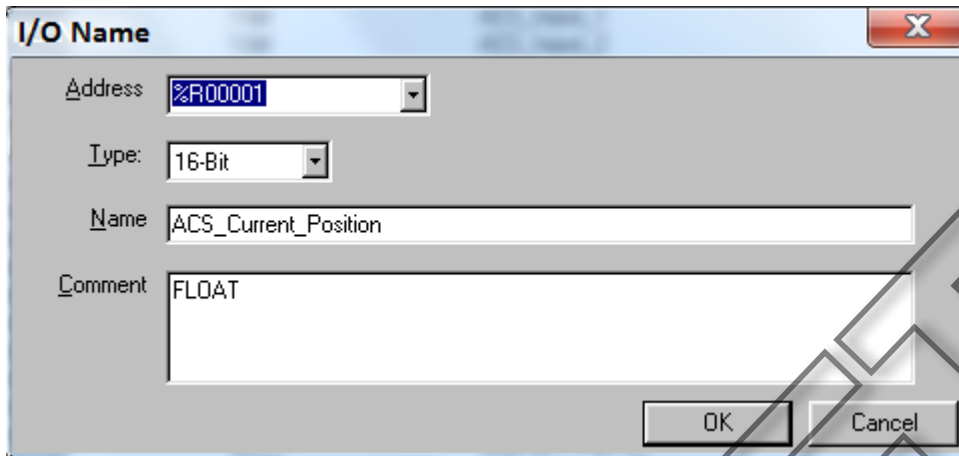 I/O Name
Address %R00001
Type: 16-Bit
Name ACS_Current_Position
Comment FLOAT
OK Cancel